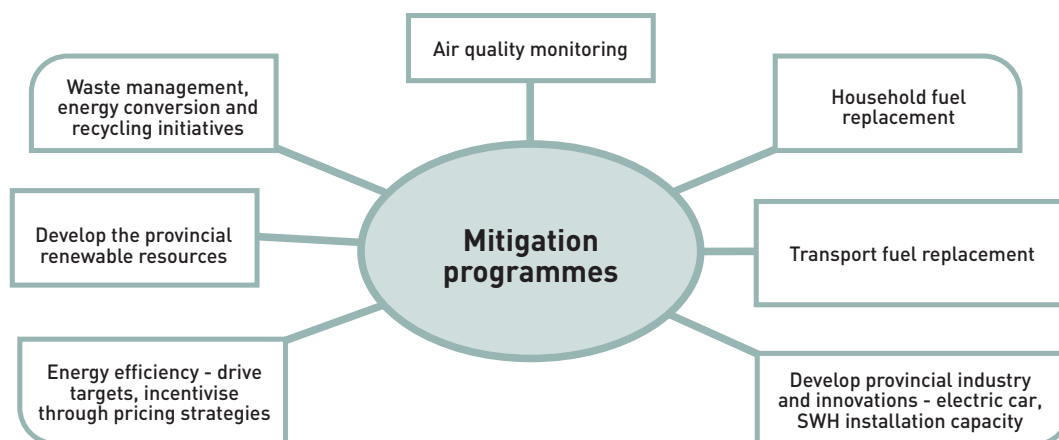 Air quality monitoring
Waste management,
energy conversion and
recycling initiatives
Household fuel
replacement
Develop the provincial
renewable resources
Mitigation
programmes
Transport fuel replacement
Energy efficiency - drive
targets, incentivise
through pricing strategies
Develop provincial industry
and innovations - electric car,
SWH installation capacity